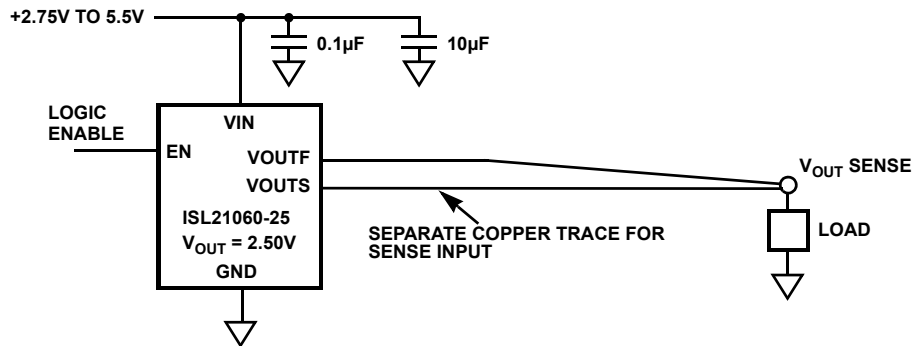 +2.75V TO 5.5V
0.1µF
10µF
LOGIC
ENABLE
VIN
EN
VOUTF
VOUTS
VOUT SENSE
ISL21060-25
VOUT = 2.50V
GND
SEPARATE COPPER TRACE FOR
SENSE INPUT
LOAD